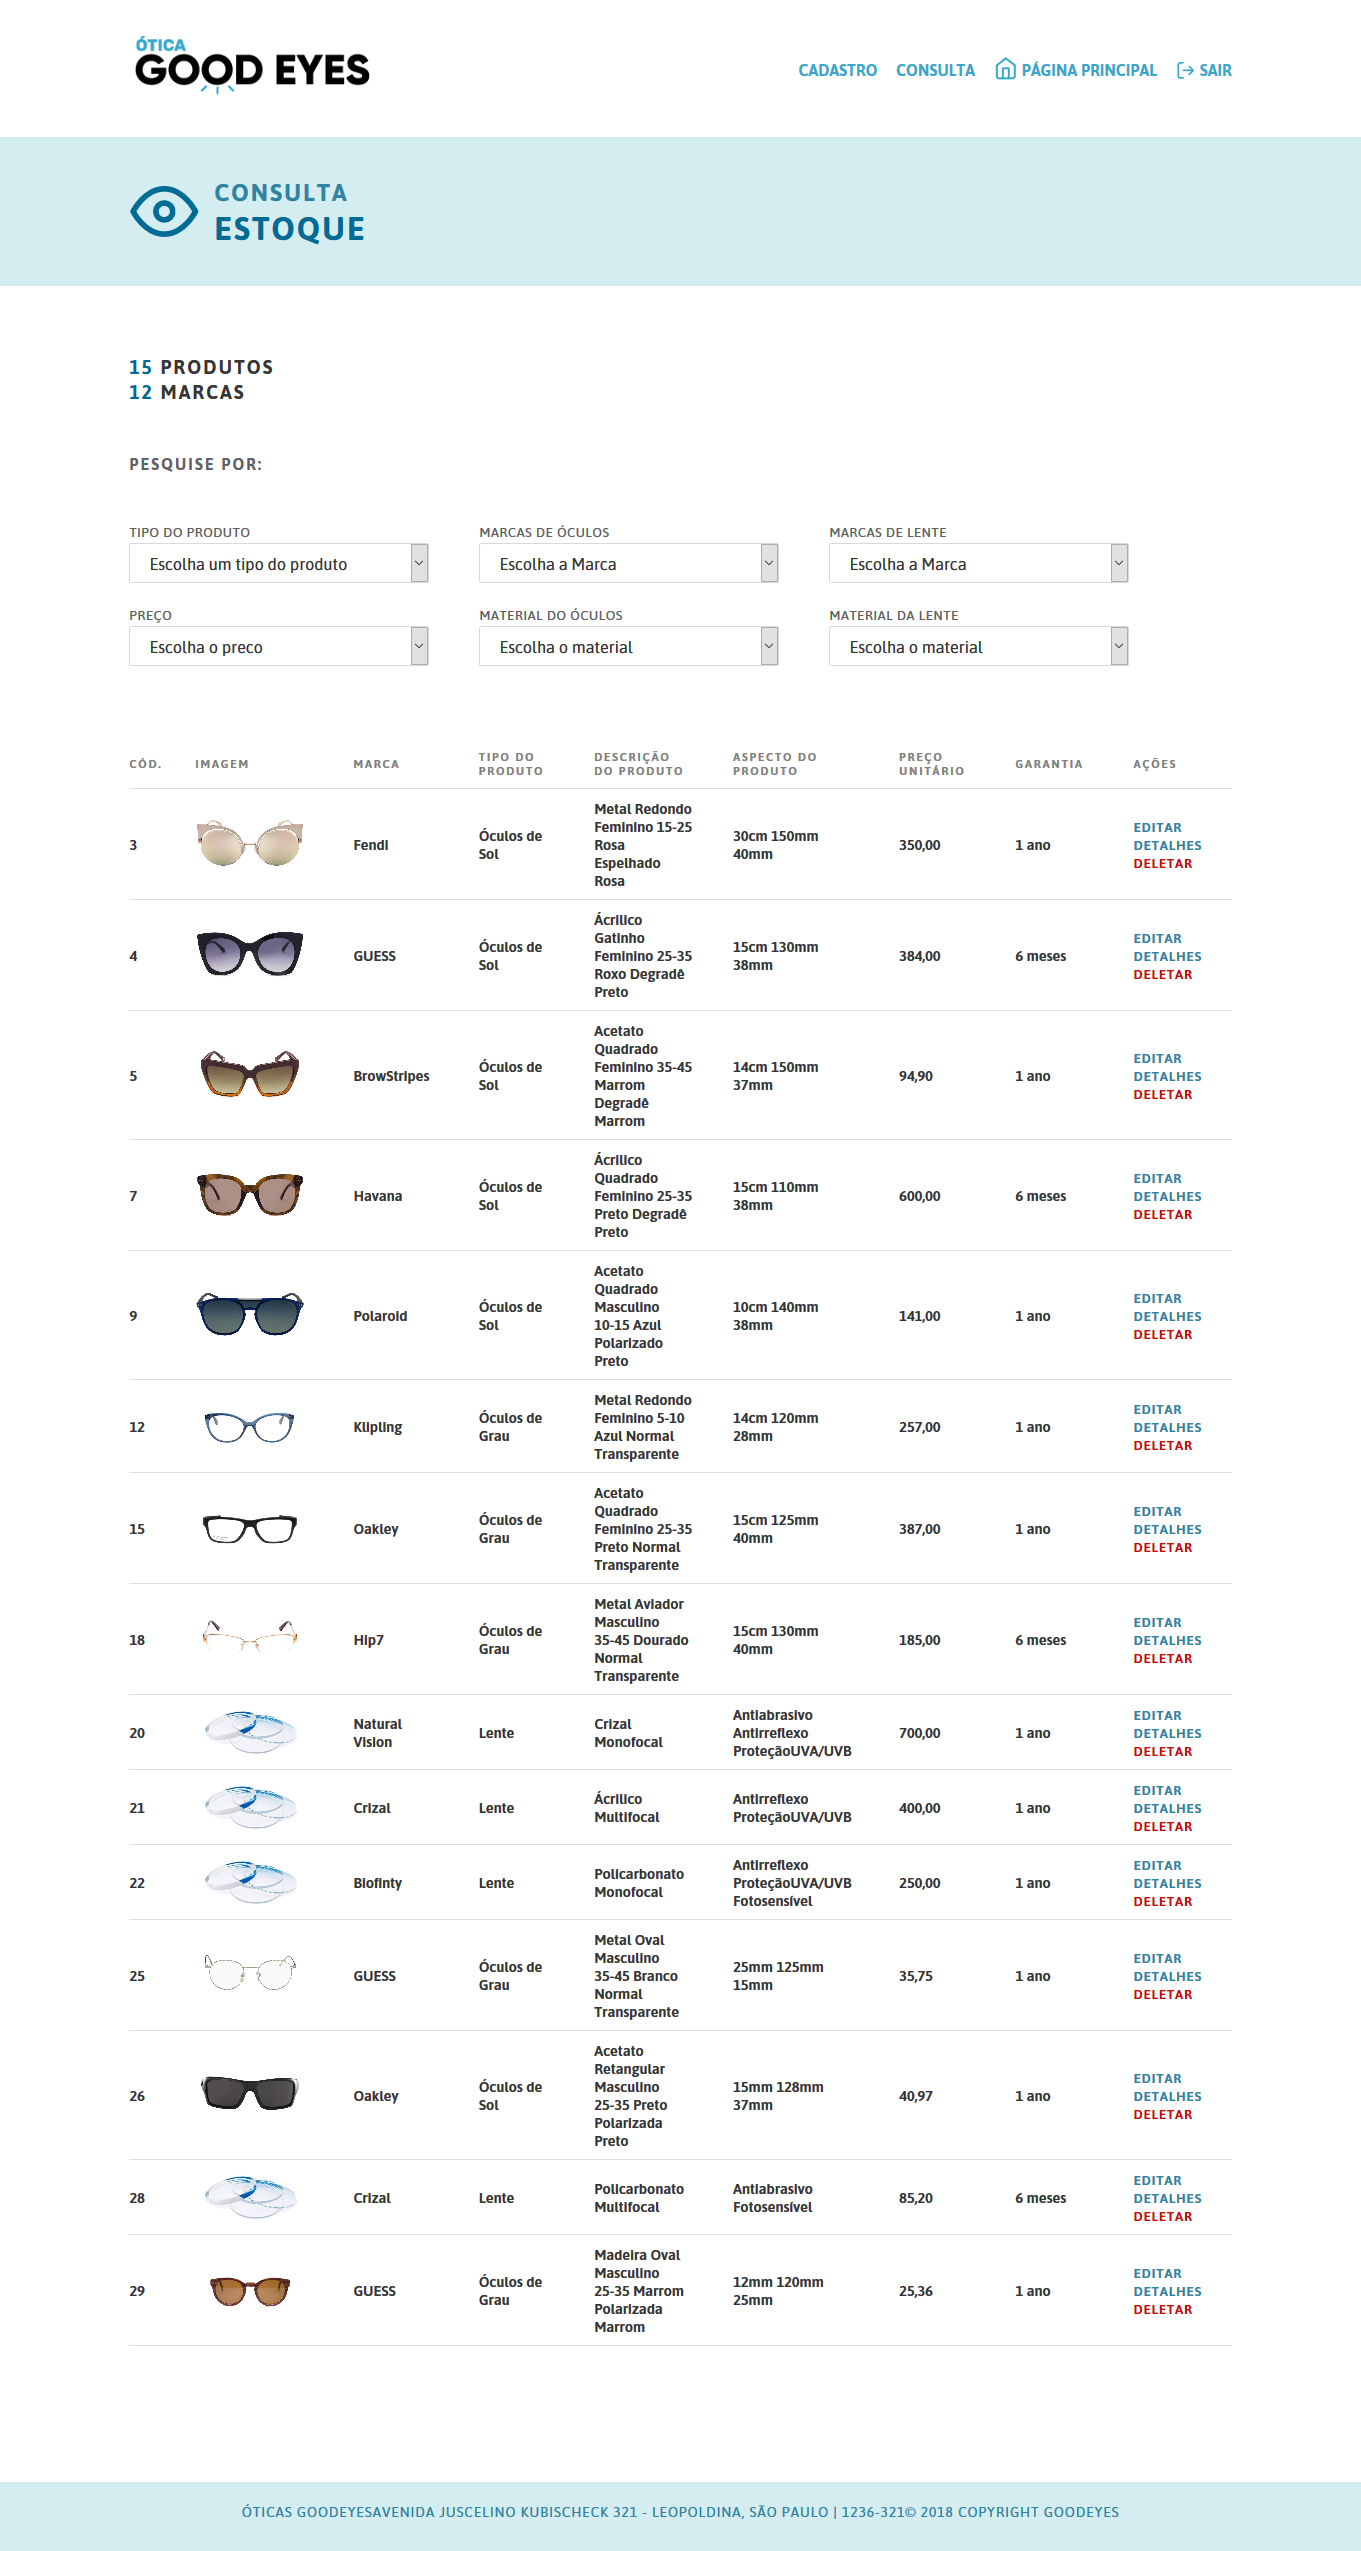 ÓTICA
GOOD EYES
CADASTRO CONSULTA PÁGINA PRINCIPAL SAIR
CONSULTA
ESTOQUE
15 PRODUTOS
12 MARCAS
PESQUISE POR:
TIPO DO PRODUTO MARCAS DE ÓCULOS MARCAS DE LENTE
Escolha um tipo do produto Escolha a Marca Escolha a Marca
PREÇO MATERIAL DO ÓCULOS MATERIAL DA LENTE
Escolha o preco Escolha o material Escolha o material
CÓD. IMAGEM MARCA TIPO DO PRODUTO DESCRIÇÃO DO PRODUTO ASPECTO DO PRODUTO PREÇO UNITÁRIO GARANTIA AÇÕES
3 Fendi Óculos de Sol Metal Redondo Feminino 15-25 Rosa Espelhado Rosa 30cm 150mm 40mm 350,00 1 ano EDITAR DETALHES DELETAR
4 GUESS Óculos de Sol Ácrilico Gatinho Feminino 25-35 Roxo Degradê Preto 15cm 130mm 38mm 384,00 6 meses EDITAR DETALHES DELETAR
5 BrowStripes Óculos de Sol Acetato Quadrado Feminino 35-45 Marrom Degradê Marrom 14cm 150mm 37mm 94,90 1 ano EDITAR DETALHES DELETAR
7 Havana Óculos de Sol Ácrilico Quadrado Feminino 25-35 Preto Degradê Preto 15cm 110mm 38mm 600,00 6 meses EDITAR DETALHES DELETAR
9 Polaroid Óculos de Sol Acetato Quadrado Masculino 10-15 Azul Polarizado Preto 10cm 140mm 38mm 141,00 1 ano EDITAR DETALHES DELETAR
12 Klipling Óculos de Grau Metal Redondo Feminino 5-10 Azul Normal Transparente 14cm 120mm 28mm 257,00 1 ano EDITAR DETALHES DELETAR
15 Oakley Óculos de Grau Acetato Quadrado Feminino 25-35 Preto Normal Transparente 15cm 125mm 40mm 387,00 1 ano EDITAR DETALHES DELETAR
18 Hip7 Óculos de Grau Metal Aviador Masculino 35-45 Dourado Normal Transparente 15cm 130mm 40mm 185,00 6 meses EDITAR DETALHES DELETAR
20 Natural Vision Lente Crizal Monofocal Antiabrasivo Antirreflexo ProteçãoUVA/UVB 700,00 1 ano EDITAR DETALHES DELETAR
21 Crizal Lente Ácrilico Multifocal Antirreflexo ProteçãoUVA/UVB 400,00 1 ano EDITAR DETALHES DELETAR
22 Biofinty Lente Policarbonato Monofocal Antirreflexo ProteçãoUVA/UVB Fotosensível 250,00 1 ano EDITAR DETALHES DELETAR
25 GUESS Óculos de Grau Metal Oval Masculino 35-45 Branco Normal Transparente 25mm 125mm 15mm 35,75 1 ano EDITAR DETALHES DELETAR
26 Oakley Óculos de Sol Acetato Retangular Masculino 25-35 Preto Polarizada Preto 15mm 128mm 37mm 40,97 1 ano EDITAR DETALHES DELETAR
28 Crizal Lente Policarbonato Multifocal Antiabrasivo Fotosensível 85,20 6 meses EDITAR DETALHES DELETAR
29 GUESS Óculos de Grau Madeira Oval Masculino 25-35 Marrom Polarizada Marrom 12mm 120mm 25mm 25,36 1 ano EDITAR DETALHES DELETAR
ÓTICAS GOODEYESAVENIDA JUSCELINO KUBISCHECK 321 - LEOPOLDINA, SÃO PAULO | 1236-321© 2018 COPYRIGHT GOODEYES